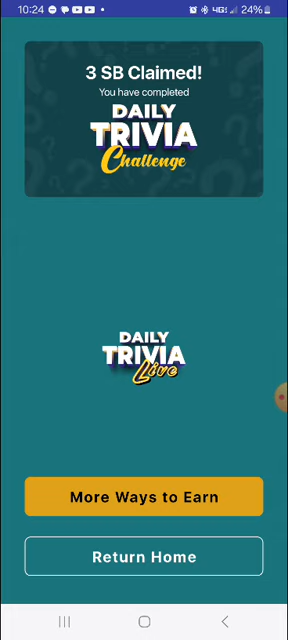 10:24 4G 24%
3 SB Claimed!
You have completed
DAILY
TRIVIA
Challenge
DAILY
TRIVIA
Live
More Ways to Earn
Return Home